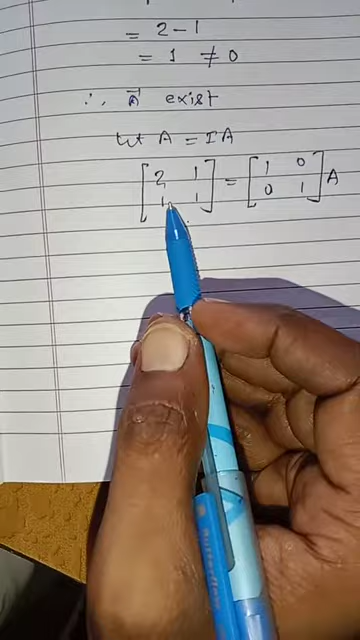 = 2 - 1
= 1 ≠ 0
∴ A⁻¹ exist
let A = IA
[2 1
1 1] = [1 0
0 1] A